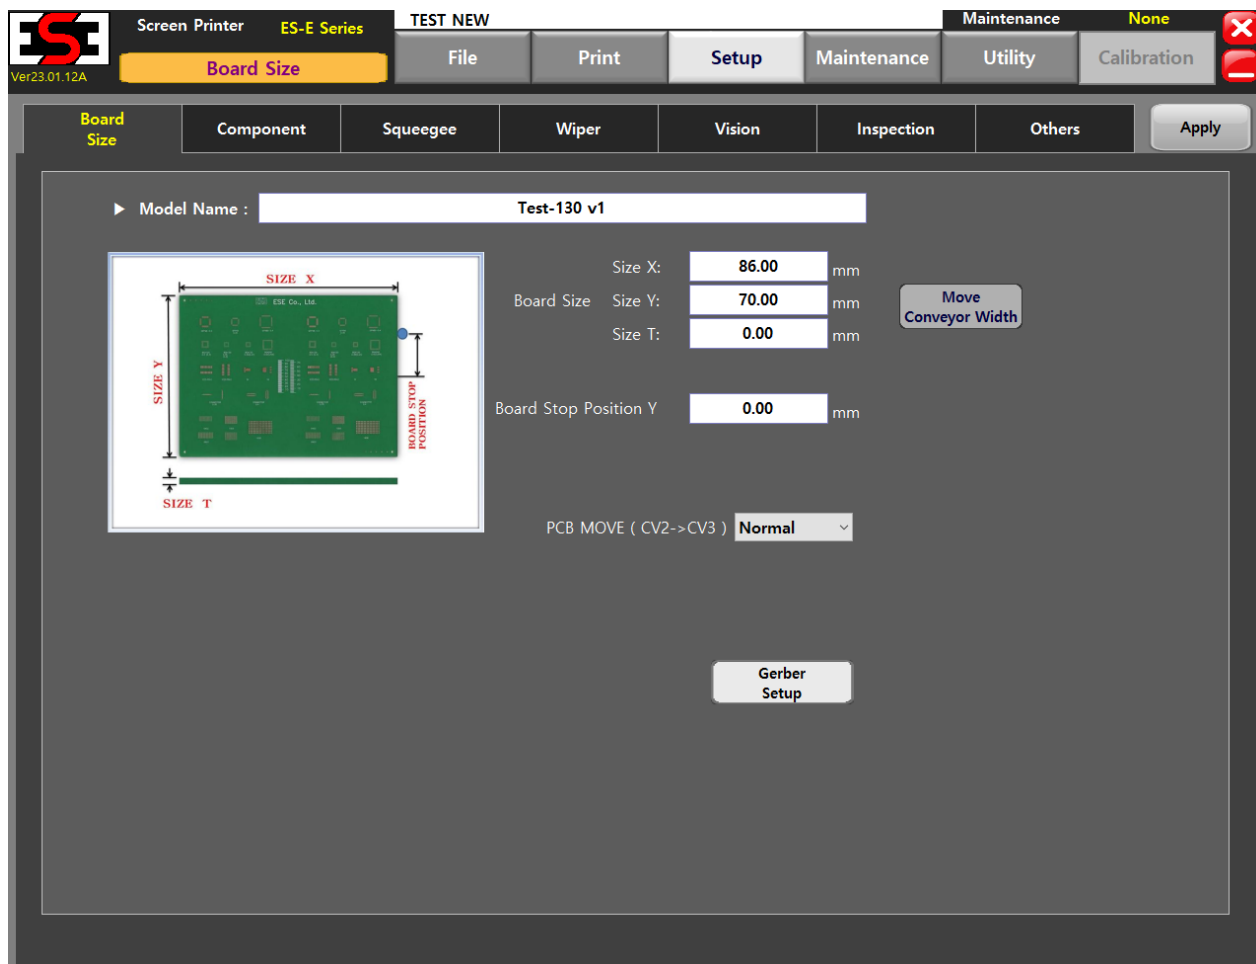 TEST NEW
Maintenance None
Screen Printer ES-E Series
ESE
File Print Setup Maintenance Utility Calibration
Ver23.01.12A
Board Size
Board
Size
Component Squeegee Wiper Vision Inspection Others Apply
Model Name :
Test-130 v1
SIZE X
ESE Co., Ltd.
SIZE Y
BOARD STOP
POSITION
SIZE T
Size X: 86.00 mm
Board Size Size Y: 70.00 mm
Size T: 0.00 mm
Move
Conveyor Width
Board Stop Position Y 0.00 mm
PCB MOVE ( CV2->CV3 ) Normal
Gerber
Setup